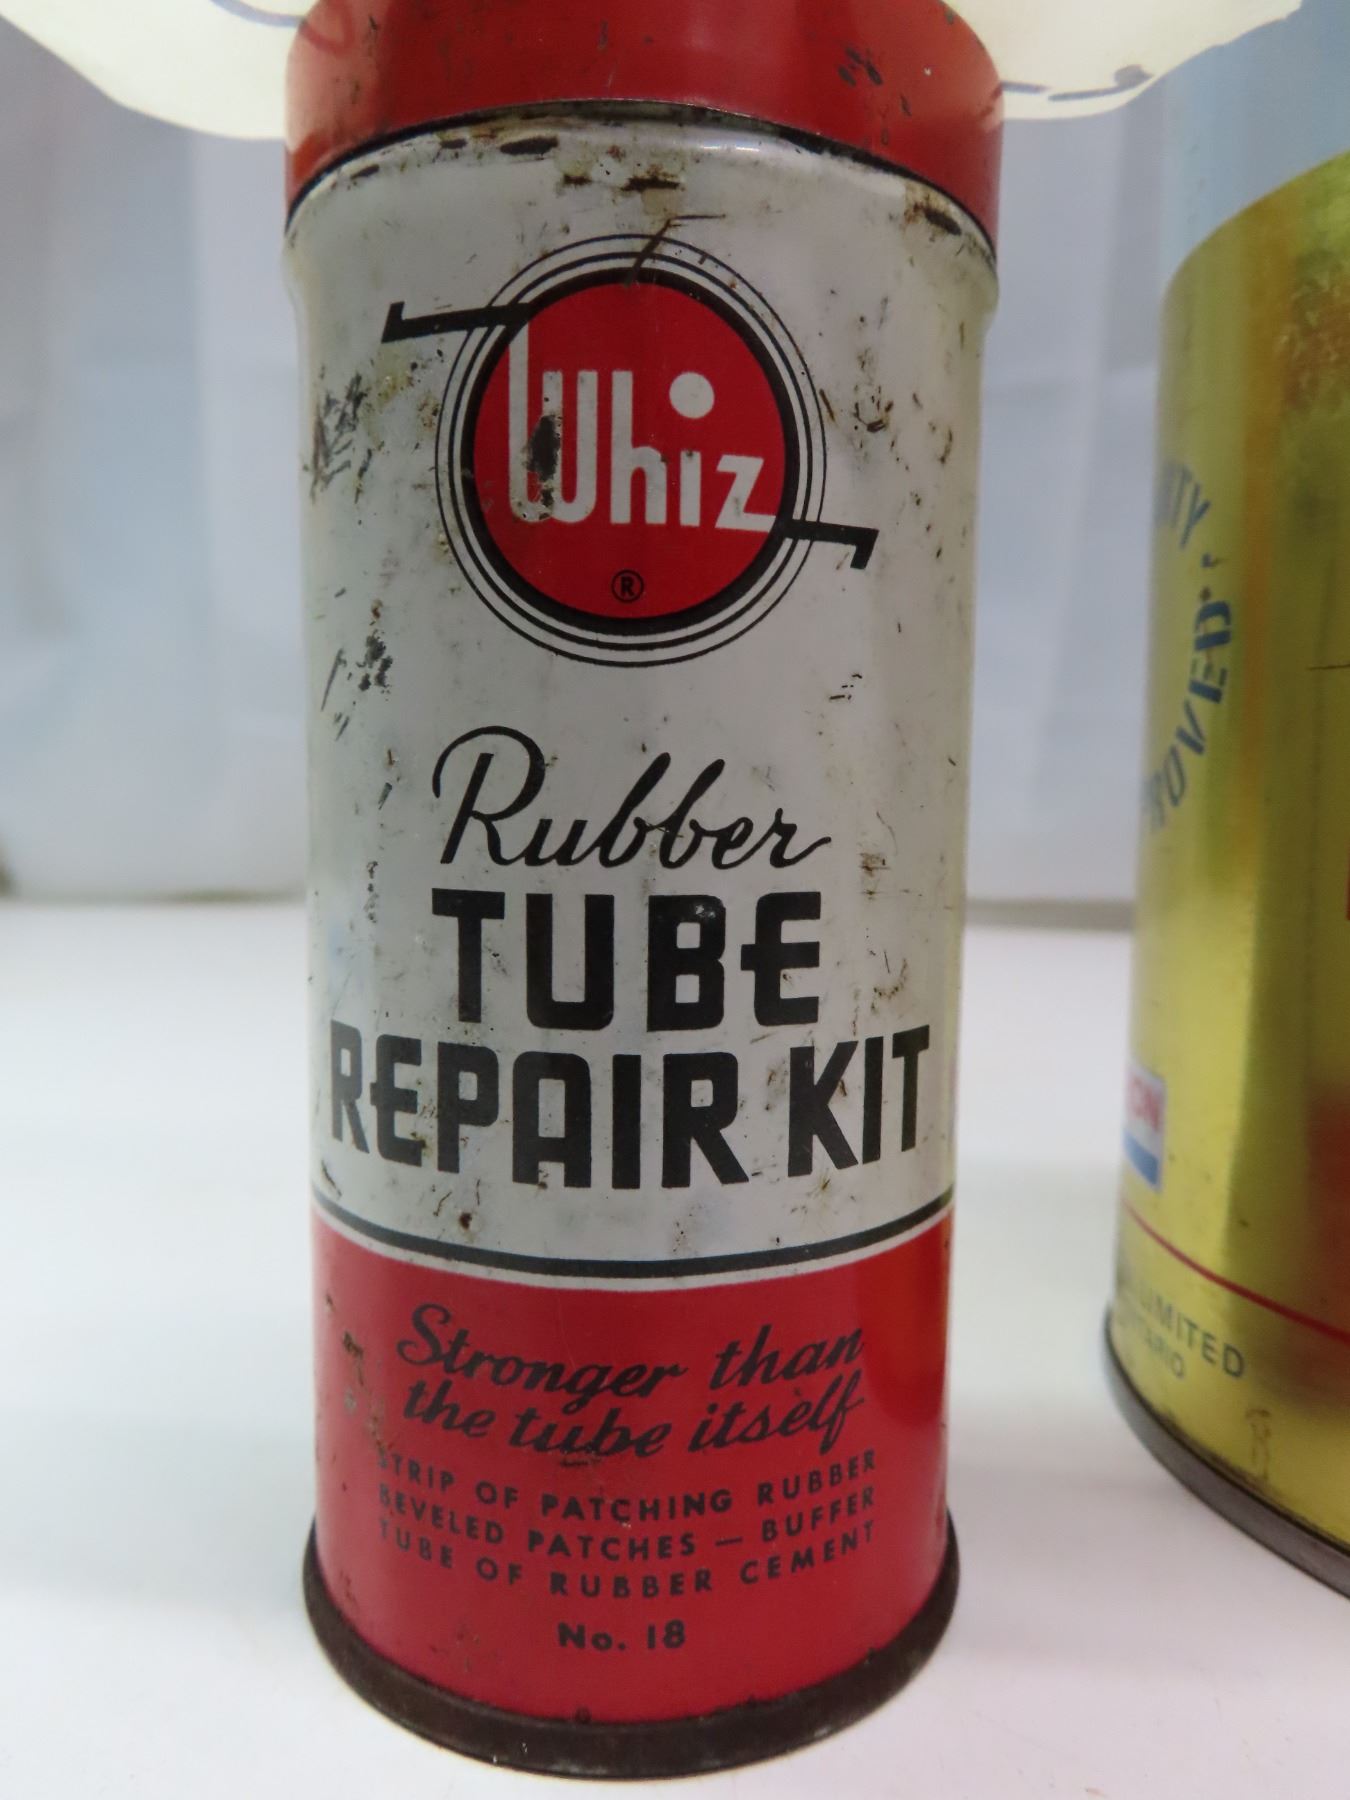 Whiz
®
Rubber
TUBE
REPAIR KIT
Stronger than
the tube itself
STRIP OF PATCHING RUBBER
BEVELED PATCHES — BUFFER
TUBE OF RUBBER CEMENT
No. 18
LIMITED